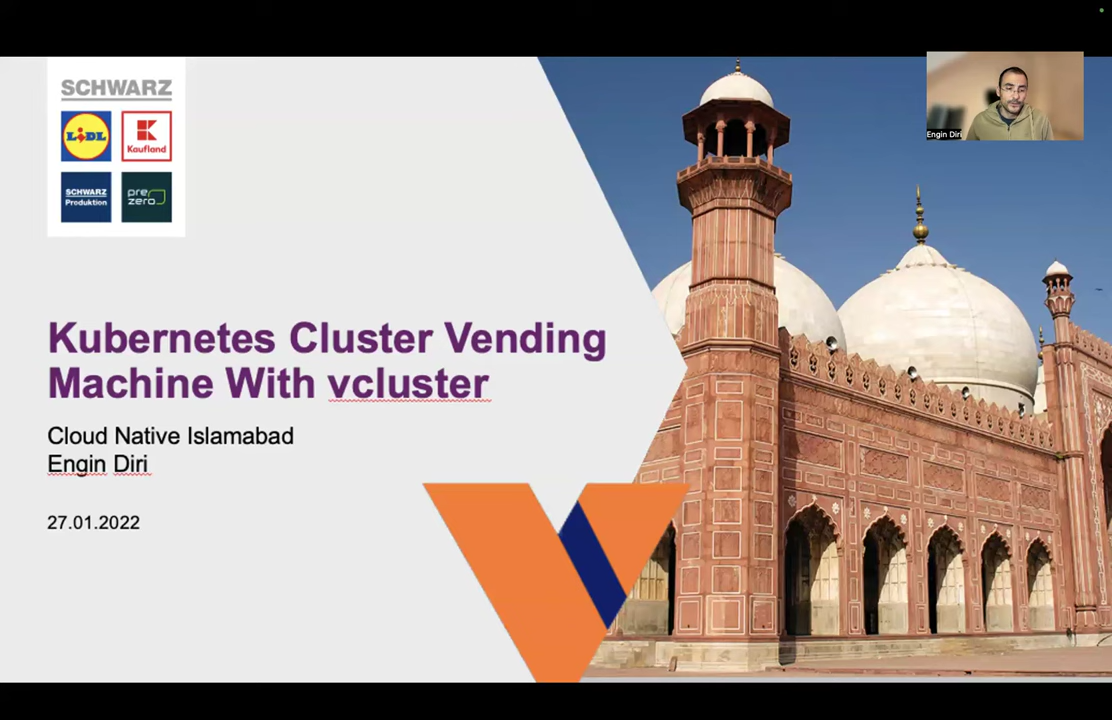 SCHWARZ
LiDL
Kaufland
SCHWARZ
Produktion
pre
zero
Engin Diri
Kubernetes Cluster Vending
Machine With vcluster
Cloud Native Islamabad
Engin Diri
27.01.2022